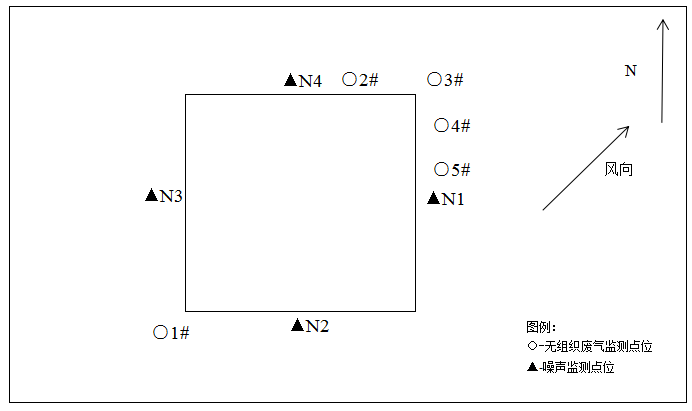 ▲N4 ○2# ○3#
N
○4#
○5#
风向
▲N3
▲N1
○1#
▲N2
图例：
○-无组织废气监测点位
▲-噪声监测点位